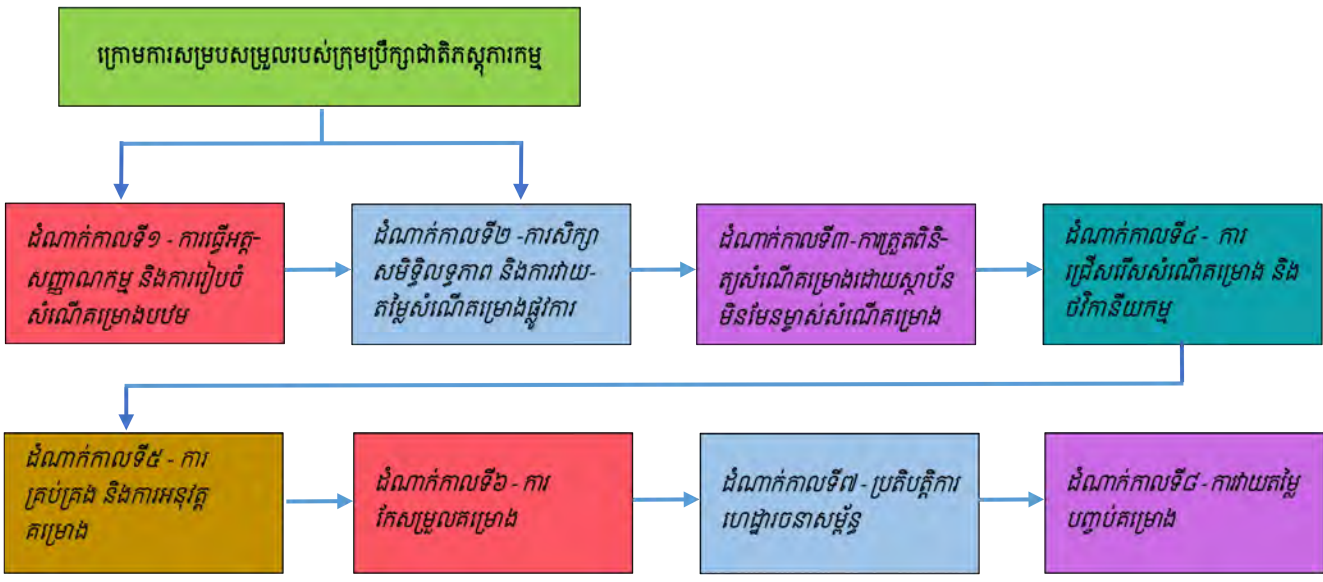 ក្រោមការសម្របសម្រួលរបស់ក្រុមប្រឹក្សាជាតិភស្តុភារកម្ម
ដំណាក់កាលទី១ - ការធ្វើអត្ត-
សញ្ញាណកម្ម និងការរៀបចំ
សំណើគម្រោងបឋម
ដំណាក់កាលទី២ -ការសិក្សា
សមិទ្ធិលទ្ធភាព និងការវាយ-
តម្លៃសំណើគម្រោងផ្លូវការ
ដំណាក់កាលទី៣-ការត្រួតពិនិ-
ត្យសំណើគម្រោងដោយស្ថាប័ន
មិនមែនម្ចាស់សំណើគម្រោង
ដំណាក់កាលទី៤ - ការ
ជ្រើសរើសសំណើគម្រោង និង
ថវិកានីយកម្ម
ដំណាក់កាលទី៥ - ការ
គ្រប់គ្រង និងការអនុវត្ត
គម្រោង
ដំណាក់កាលទី៦ - ការ
កែសម្រួលគម្រោង
ដំណាក់កាលទី៧ - ប្រតិបត្តិការ
ហេដ្ឋារចនាសម្ព័ន្ធ
ដំណាក់កាលទី៨ - ការវាយតម្លៃ
បញ្ចប់គម្រោង